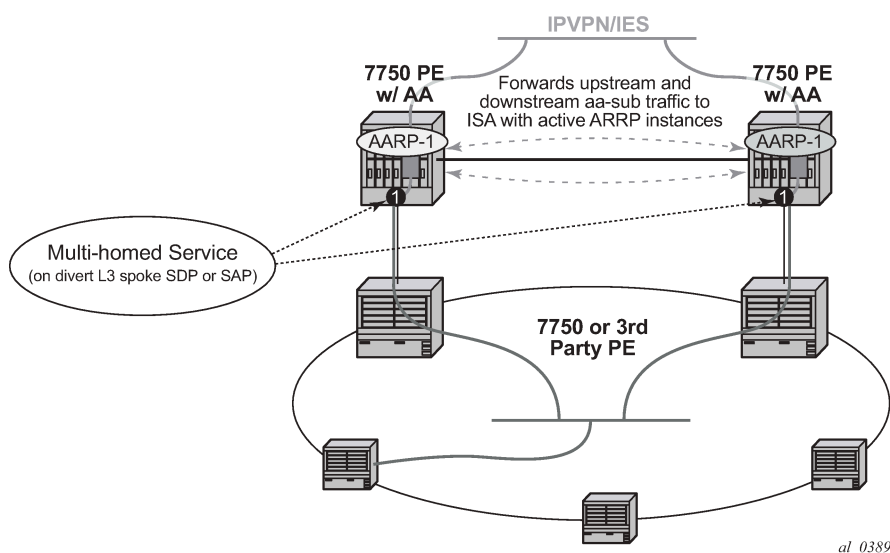 IPVPN/IES
7750 PE
w/ AA
Forwards upstream and
downstream aa-sub traffic to
ISA with active ARRP instances
7750 PE
w/ AA
AARP-1
AARP-1
1
1
Multi-homed Service
(on divert L3 spoke SDP or SAP)
7750 or 3rd
Party PE
al_0389